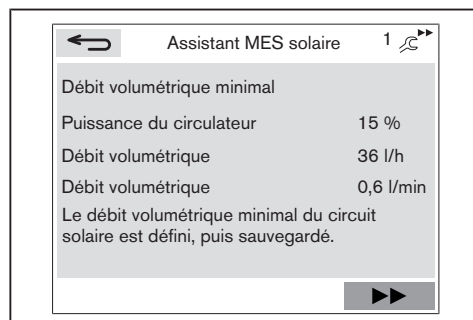 Assistant MES solaire 1
Débit volumétrique minimal
Puissance du circulateur 15 %
Débit volumétrique 36 l/h
Débit volumétrique 0,6 l/min
Le débit volumétrique minimal du circuit
solaire est défini, puis sauvegardé.